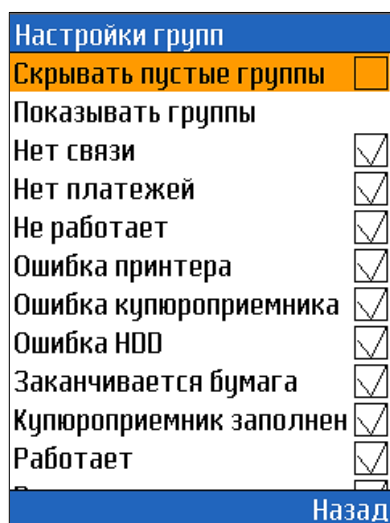 Настройки групп
Скрывать пустые группы
Показывать группы
Нет связи
Нет платежей
Не работает
Ошибка принтера
Ошибка купюроприемника
Ошибка HDD
Заканчивается бумага
Купюроприемник заполнен
Работает
Назад